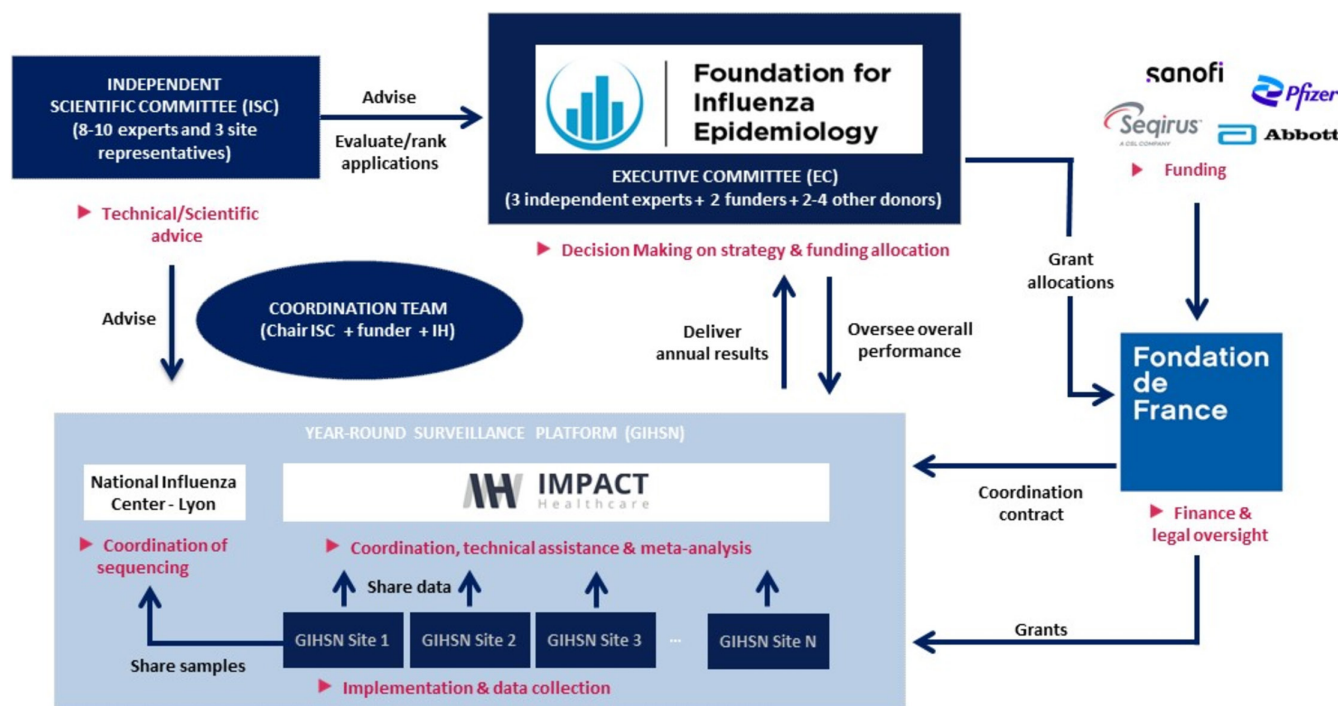 INDEPENDENT
SCIENTIFIC COMMITTEE (ISC)
(8-10 experts and 3 site
representatives)
Advise
Evaluate/rank
applications
Foundation for
Influenza
Epidemiology
EXECUTIVE COMMITTEE (EC)
(3 independent experts + 2 funders + 2-4 other donors)
sanofi
Pfizer
Seqirus
A CSL COMPANY
Abbott
Funding
Technical/Scientific
advice
Decision Making on strategy & funding allocation
Grant
allocations
Advise
COORDINATION TEAM
(Chair ISC + funder + IH)
Deliver
annual results
Oversee overall
performance
Fondation
de
France
YEAR-ROUND SURVEILLANCE PLATFORM (GIHSN)
National Influenza
Center - Lyon
IMPACT
Healthcare
Coordination
contract
Finance &
legal oversight
Coordination of
sequencing
Coordination, technical assistance & meta-analysis
Share data
GIHSN Site 1
GIHSN Site 2
GIHSN Site 3
...
GIHSN Site N
Grants
Share samples
Implementation & data collection